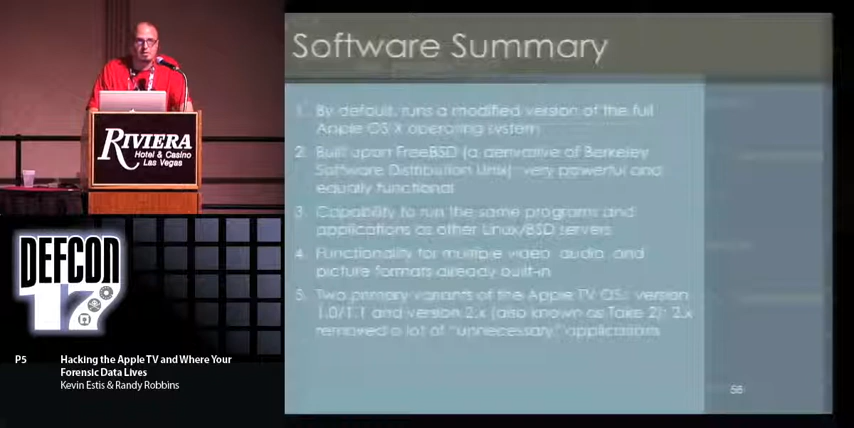 Software Summary
1. By default, runs a modified version of the full
Apple OS X operating system
2. Built upon FreeBSD (a derivative of Berkeley
Software Distribution Unix) very powerful and
equally functional
3. Capability to run the same programs and
applications as other Linux/BSD servers
4. Functionality for multiple video, audio, and
picture formats already built-in
5. Two primary variants of the Apple TV OS: version
1.0/1.1 and version 2.x (also known as Take 2); 2.x
removed a lot of "unnecessary" applications
58
RIVIERA
Hotel & Casino
Las Vegas
DEFCON
17
P5
Hacking the Apple TV and Where Your
Forensic Data Lives
Kevin Estis & Randy Robbins